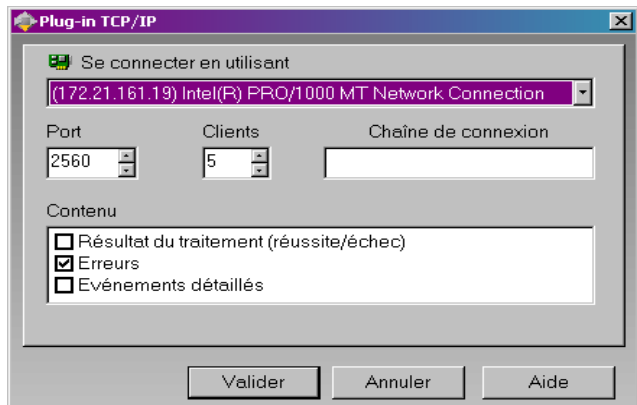 Plug-in TCP/IP
Se connecter en utilisant
(172.21.161.19) Intel(R) PRO/1000 MT Network Connection
Port Clients Chaîne de connexion
2560 5
Contenu
Résultat du traitement (réussite/échec)
Erreurs
Evénements détaillés
Valider Annuler Aide